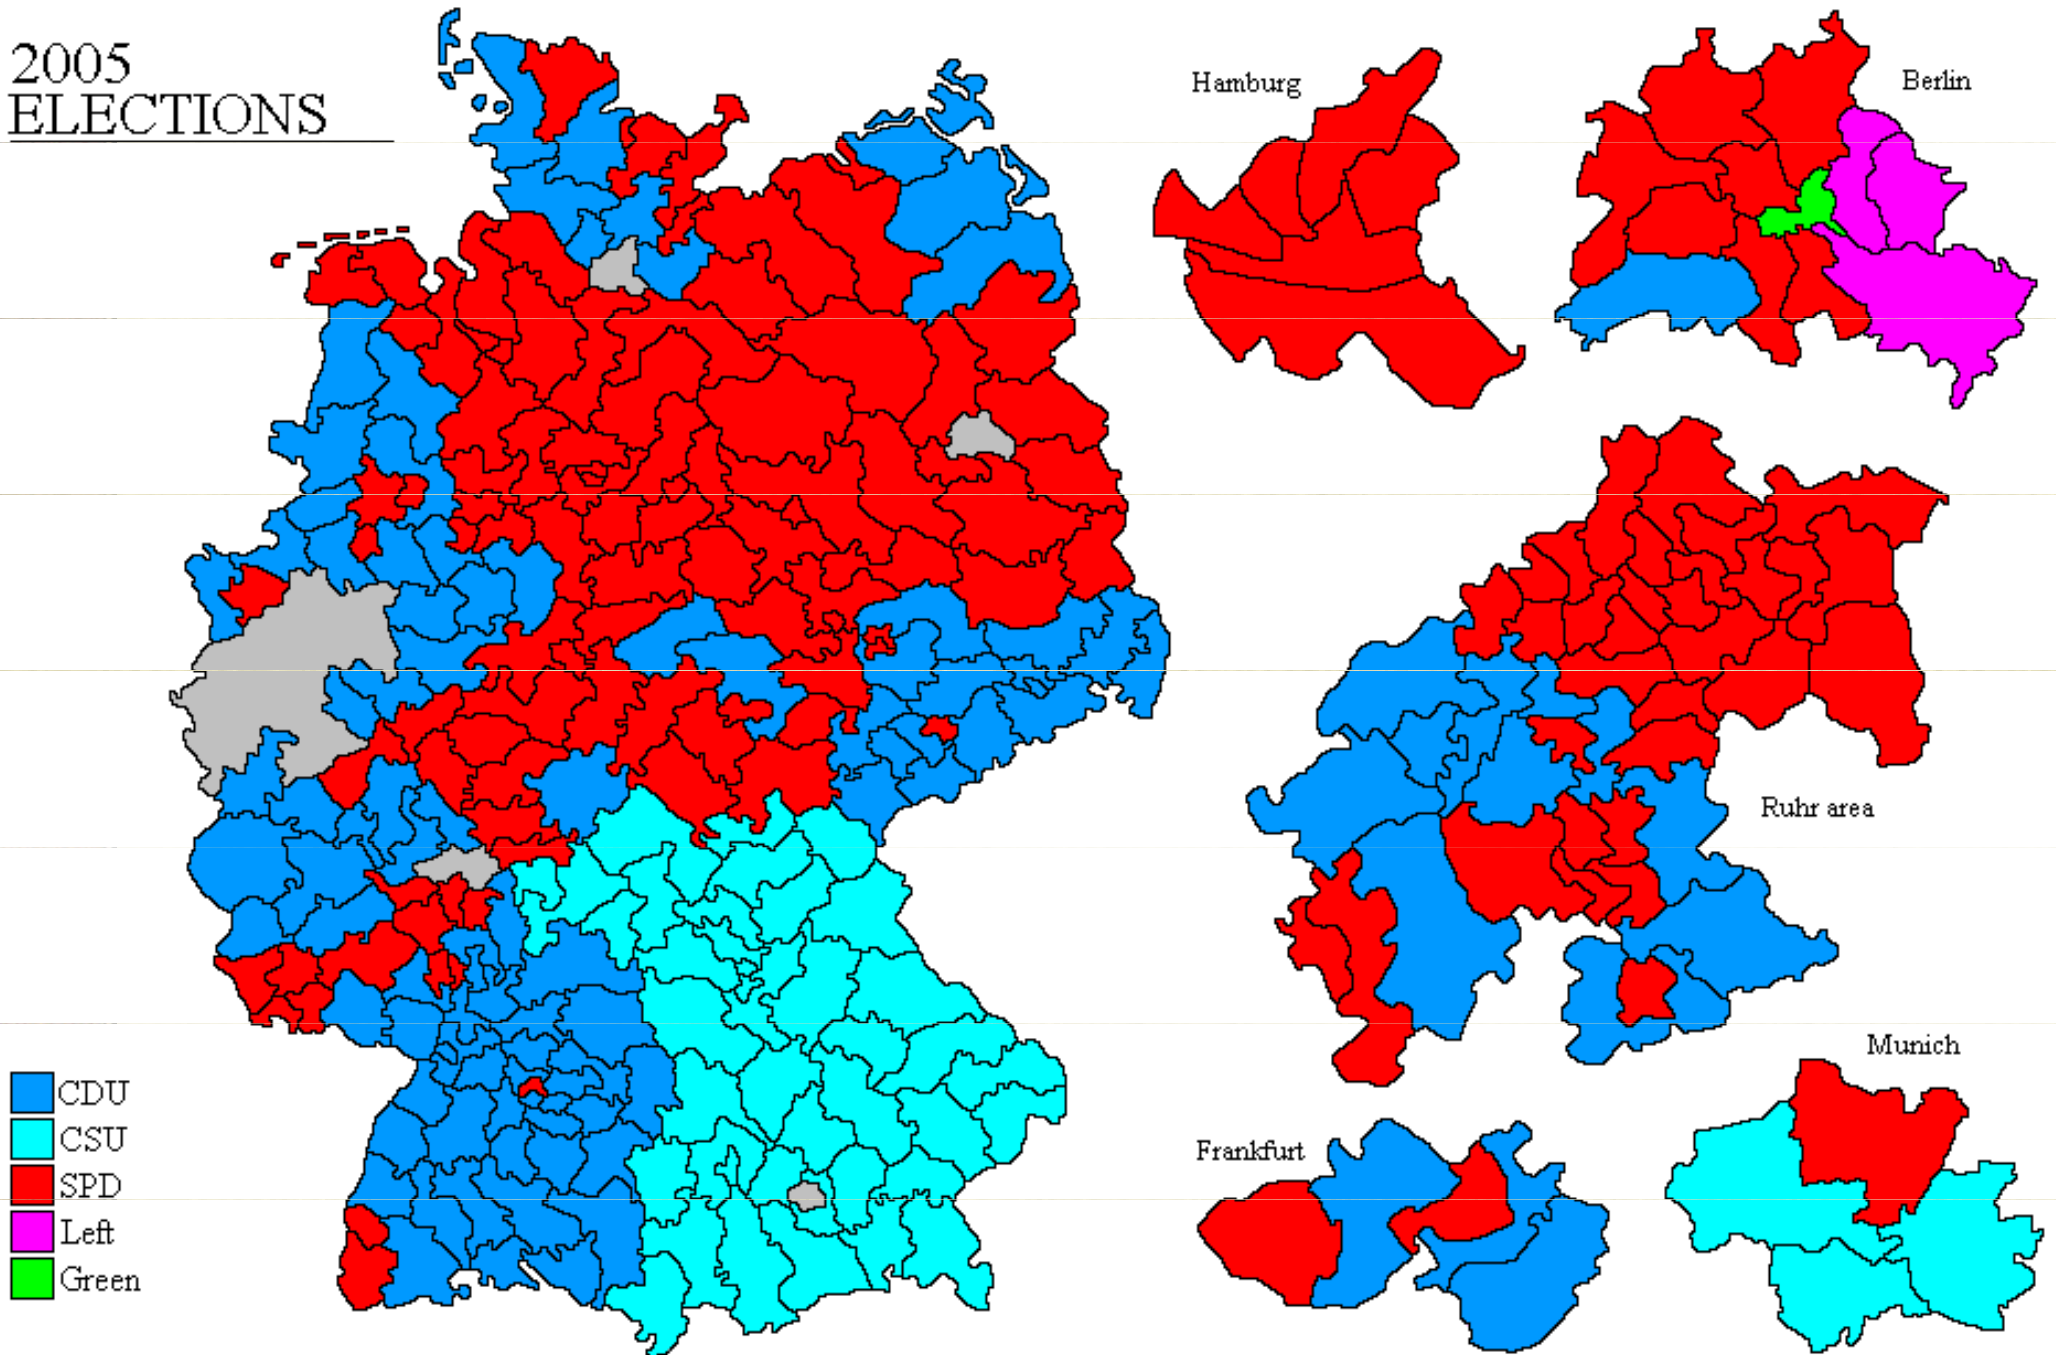 2005
ELECTIONS
Hamburg
Berlin
Ruhr area
Munich
Frankfurt
CDU
CSU
SPD
Left
Green